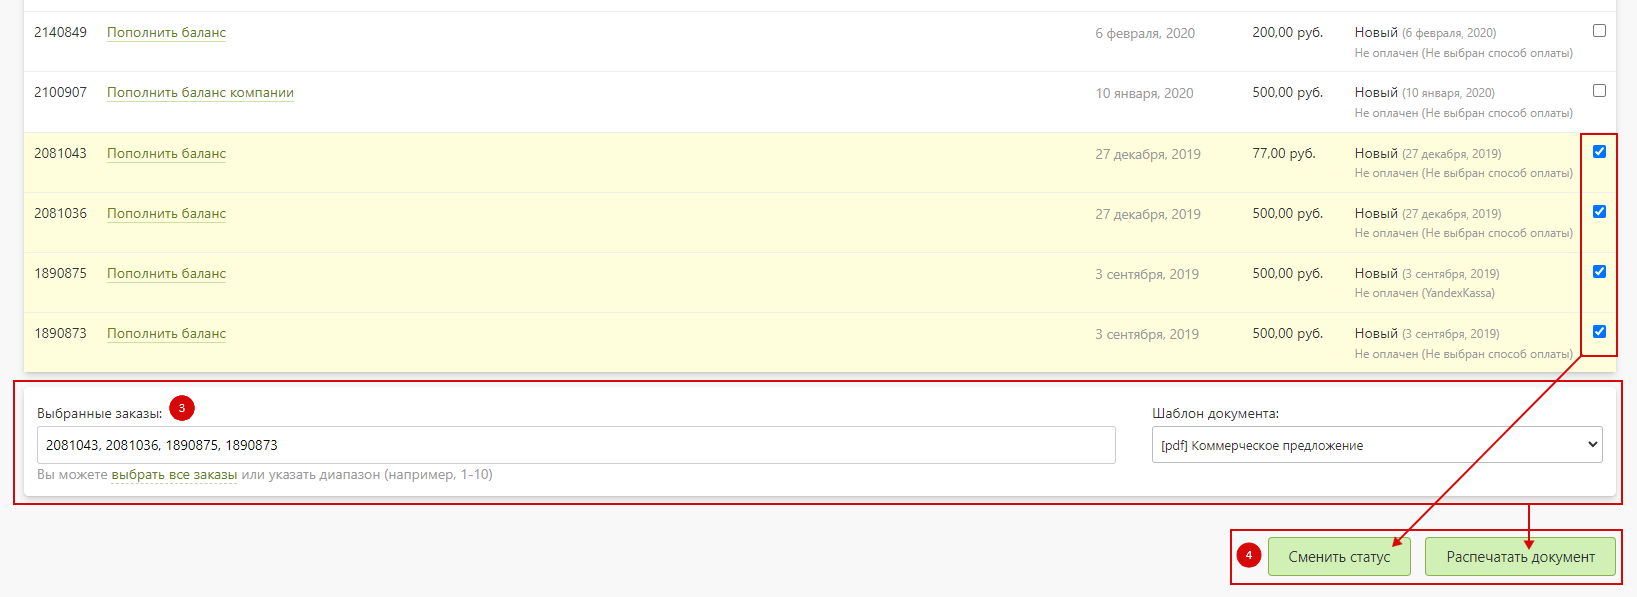 2140849 Пополнить баланс 6 февраля, 2020 200,00 руб. Новый (6 февраля, 2020)
Не оплачен (Не выбран способ оплаты)
2100907 Пополнить баланс компании 10 января, 2020 500,00 руб. Новый (10 января, 2020)
Не оплачен (Не выбран способ оплаты)
2081043 Пополнить баланс 27 декабря, 2019 77,00 руб. Новый (27 декабря, 2019)
Не оплачен (Не выбран способ оплаты)
2081036 Пополнить баланс 27 декабря, 2019 500,00 руб. Новый (27 декабря, 2019)
Не оплачен (Не выбран способ оплаты)
1890875 Пополнить баланс 3 сентября, 2019 500,00 руб. Новый (3 сентября, 2019)
Не оплачен (YandexKassa)
1890873 Пополнить баланс 3 сентября, 2019 500,00 руб. Новый (3 сентября, 2019)
Не оплачен (Не выбран способ оплаты)
Выбранные заказы: 3 Шаблон документа:
2081043, 2081036, 1890875, 1890873 [pdf] Коммерческое предложение
Вы можете выбрать все заказы или указать диапазон (например, 1-10)
4 Сменить статус Распечатать документ